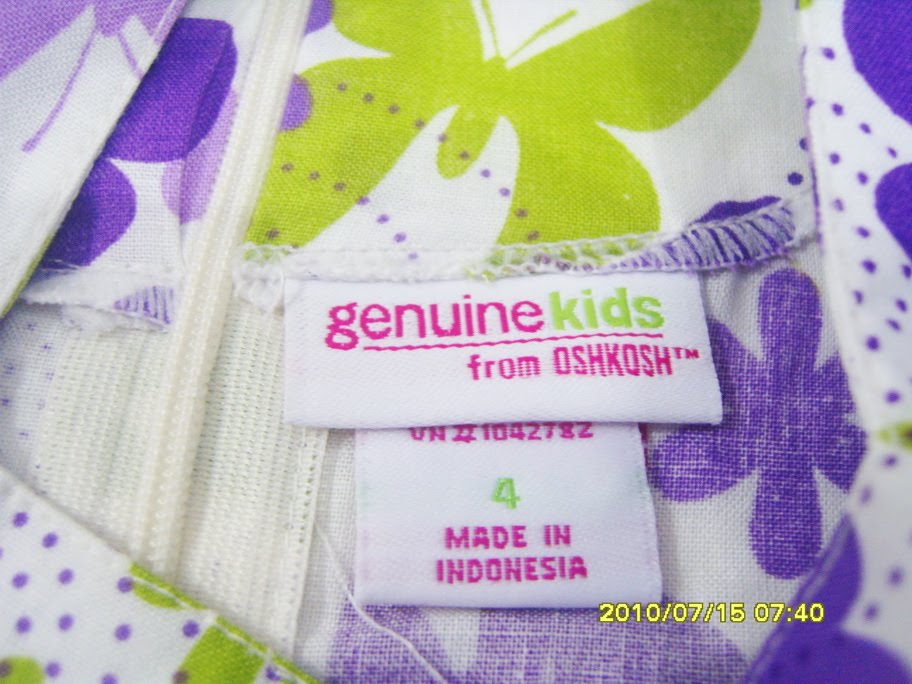 genuinekids
from OSHKOSH™
4
MADE IN
INDONESIA
2010/07/15 07:40